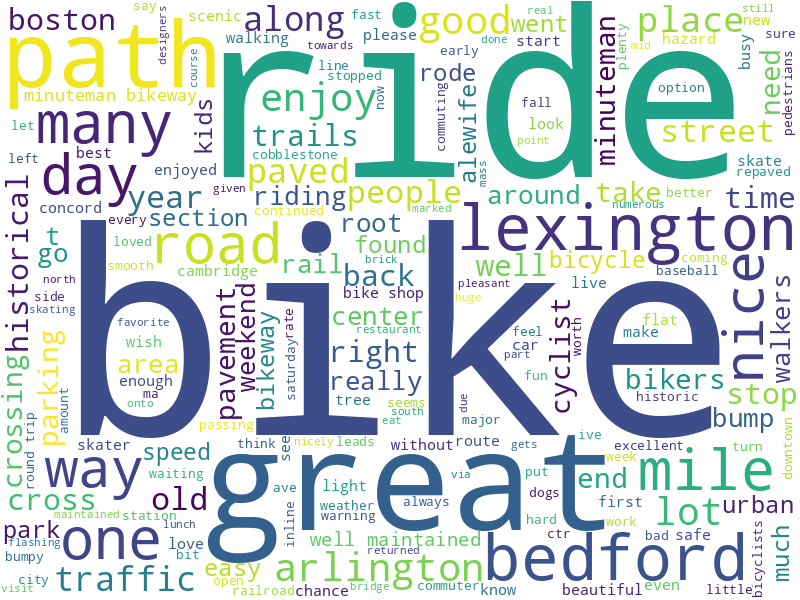 boston
path
ride
along
scenic
say
designers
walking
fast
please
towards
line
stopped
now
course
minuteman bikeway
good
went
early
start
done
real
new
mid
place
still
hazard
plenty
busy
sure
need
pedestrians
rode
commuting
alewife
fall
look
point
option
minuteman
street
skate
repaved
let
many
kids
enjoy
trails
cobblestone
left
best
enjoyed
day
paved
given
mass
year
riding
people
around
take
numerous
better
time
concord
every
section
continued
root
marked
lexington
historical
t
go
loved
road
found
well
bicycle
coming
north
smooth
cambridge
rail
brick
back
pleasant
live
baseball
nice
walkers
side
skating
bike
bike shop
huge
favorite
pavement
weekend
center
restaurant
feel
car
part
cyclist
worth
make
flat
crossing
parking
wish
area
enough
ma
onto
bikeway
saturday
rate
right
really
tree
fun
historic
bikers
stop
round trip
amount
passing
seems
south
eat
due
major
bump
skater
nicely
think
see
leads
without
route
gets
ive
excellent
turn
downtown
way
speed
waiting
great
via
end
week
mile
cross
old
ave
light
weather
warning
always
dogs
put
first
work
lot
urban
maintained
station
inline
hard
park
one
lunch
love
bit
well maintained
returned
ctr
bad
safe
bicyclists
much
flashing
bumpy
easy
open
bridge
commuter
know
bedford
even
little
city
visit
traffic
railroad
chance
arlington
beautiful